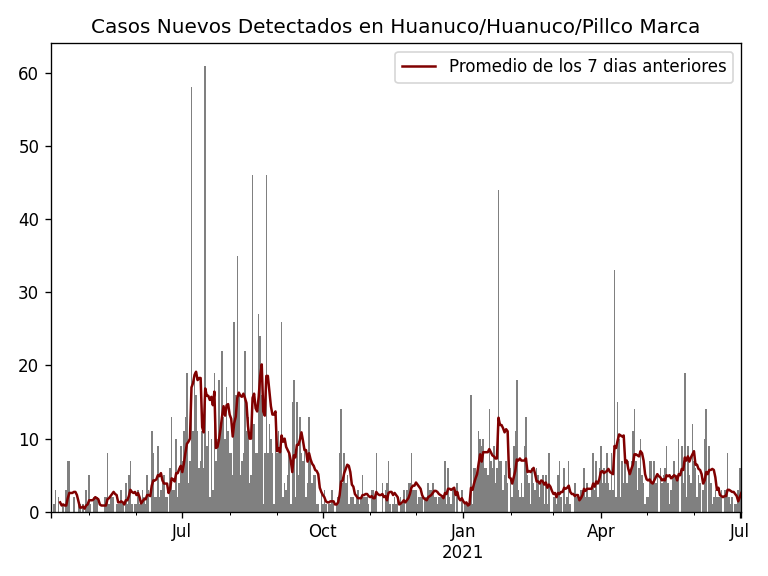 Casos Nuevos Detectados en Huanuco/Huanuco/Pillco Marca
Promedio de los 7 dias anteriores
60
50
40
30
20
10
0
Jul
Oct
Jan
2021
Apr
Jul